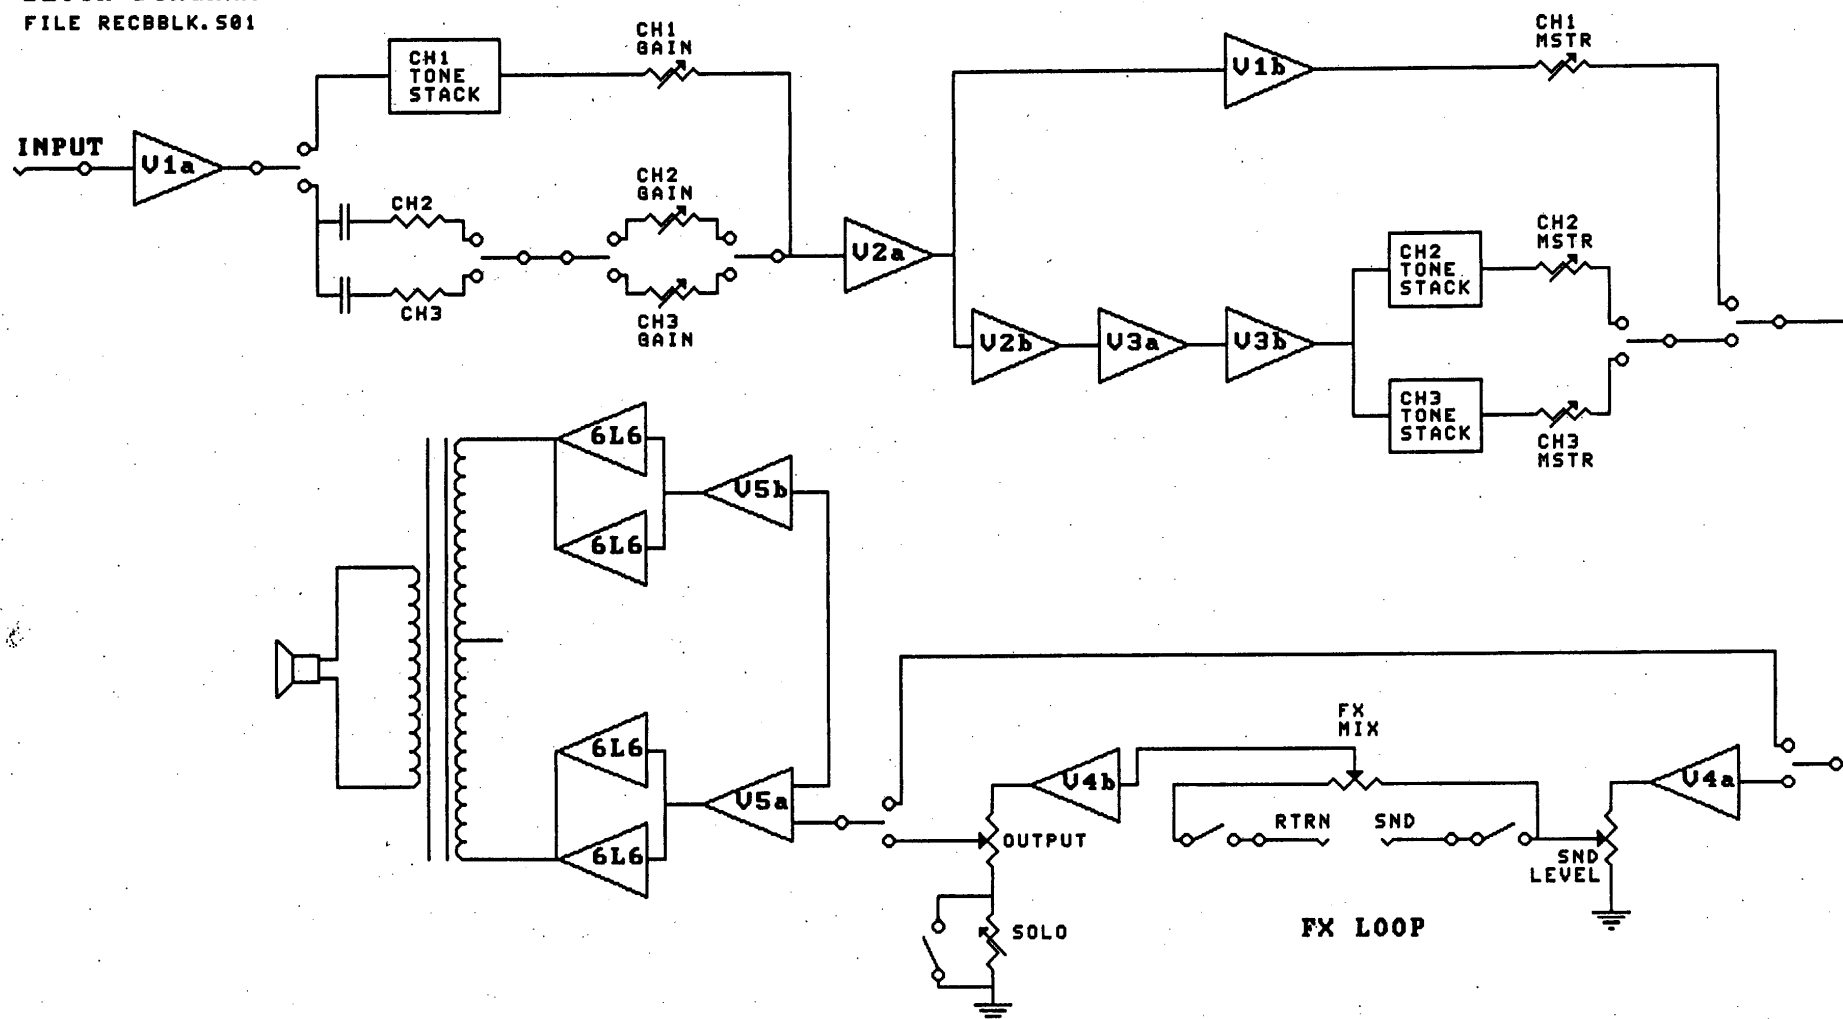 FILE RECBBLK.S01
CH1
TONE
STACK
CH1
GAIN
INPUT
V1a
CH2
CH3
CH2
GAIN
CH3
GAIN
V2a
V1b
CH1
MSTR
V2b
V3a
V3b
CH2
TONE
STACK
CH2
MSTR
CH3
TONE
STACK
CH3
MSTR
6L6
6L6
V5b
6L6
6L6
V5a
OUTPUT
SOLO
V4b
FX
MIX
RTRN
SND
SND
LEVEL
V4a
FX LOOP